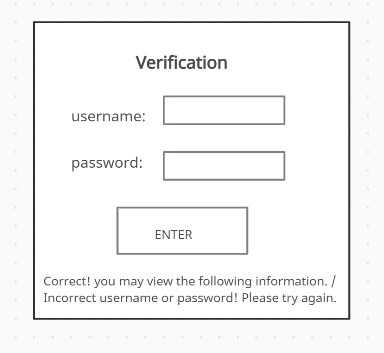 Verification
username:
password:
ENTER
Correct! you may view the following information. /
Incorrect username or password! Please try again.